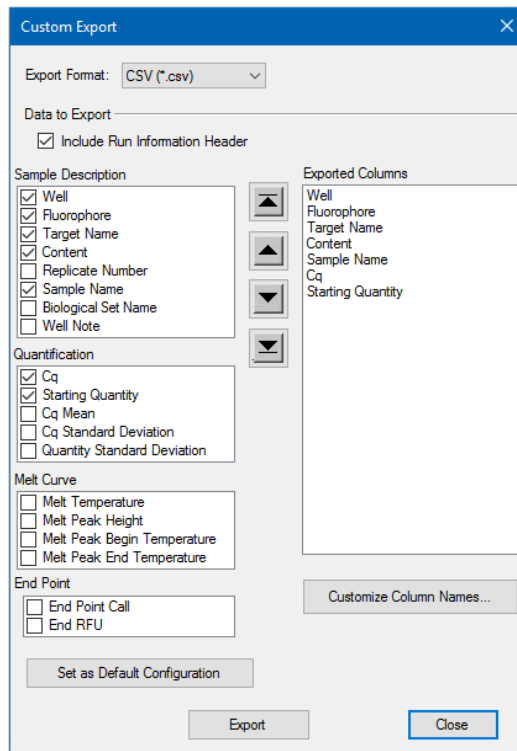 Custom Export
Export Format: CSV (*.csv)
Data to Export
Include Run Information Header
Sample Description
Well
Fluorophore
Target Name
Content
Replicate Number
Sample Name
Biological Set Name
Well Note
Quantification
Cq
Starting Quantity
Cq Mean
Cq Standard Deviation
Quantity Standard Deviation
Melt Curve
Melt Temperature
Melt Peak Height
Melt Peak Begin Temperature
Melt Peak End Temperature
End Point
End Point Call
End RFU
Exported Columns
Well
Fluorophore
Target Name
Content
Sample Name
Cq
Starting Quantity
Customize Column Names...
Set as Default Configuration
Export
Close